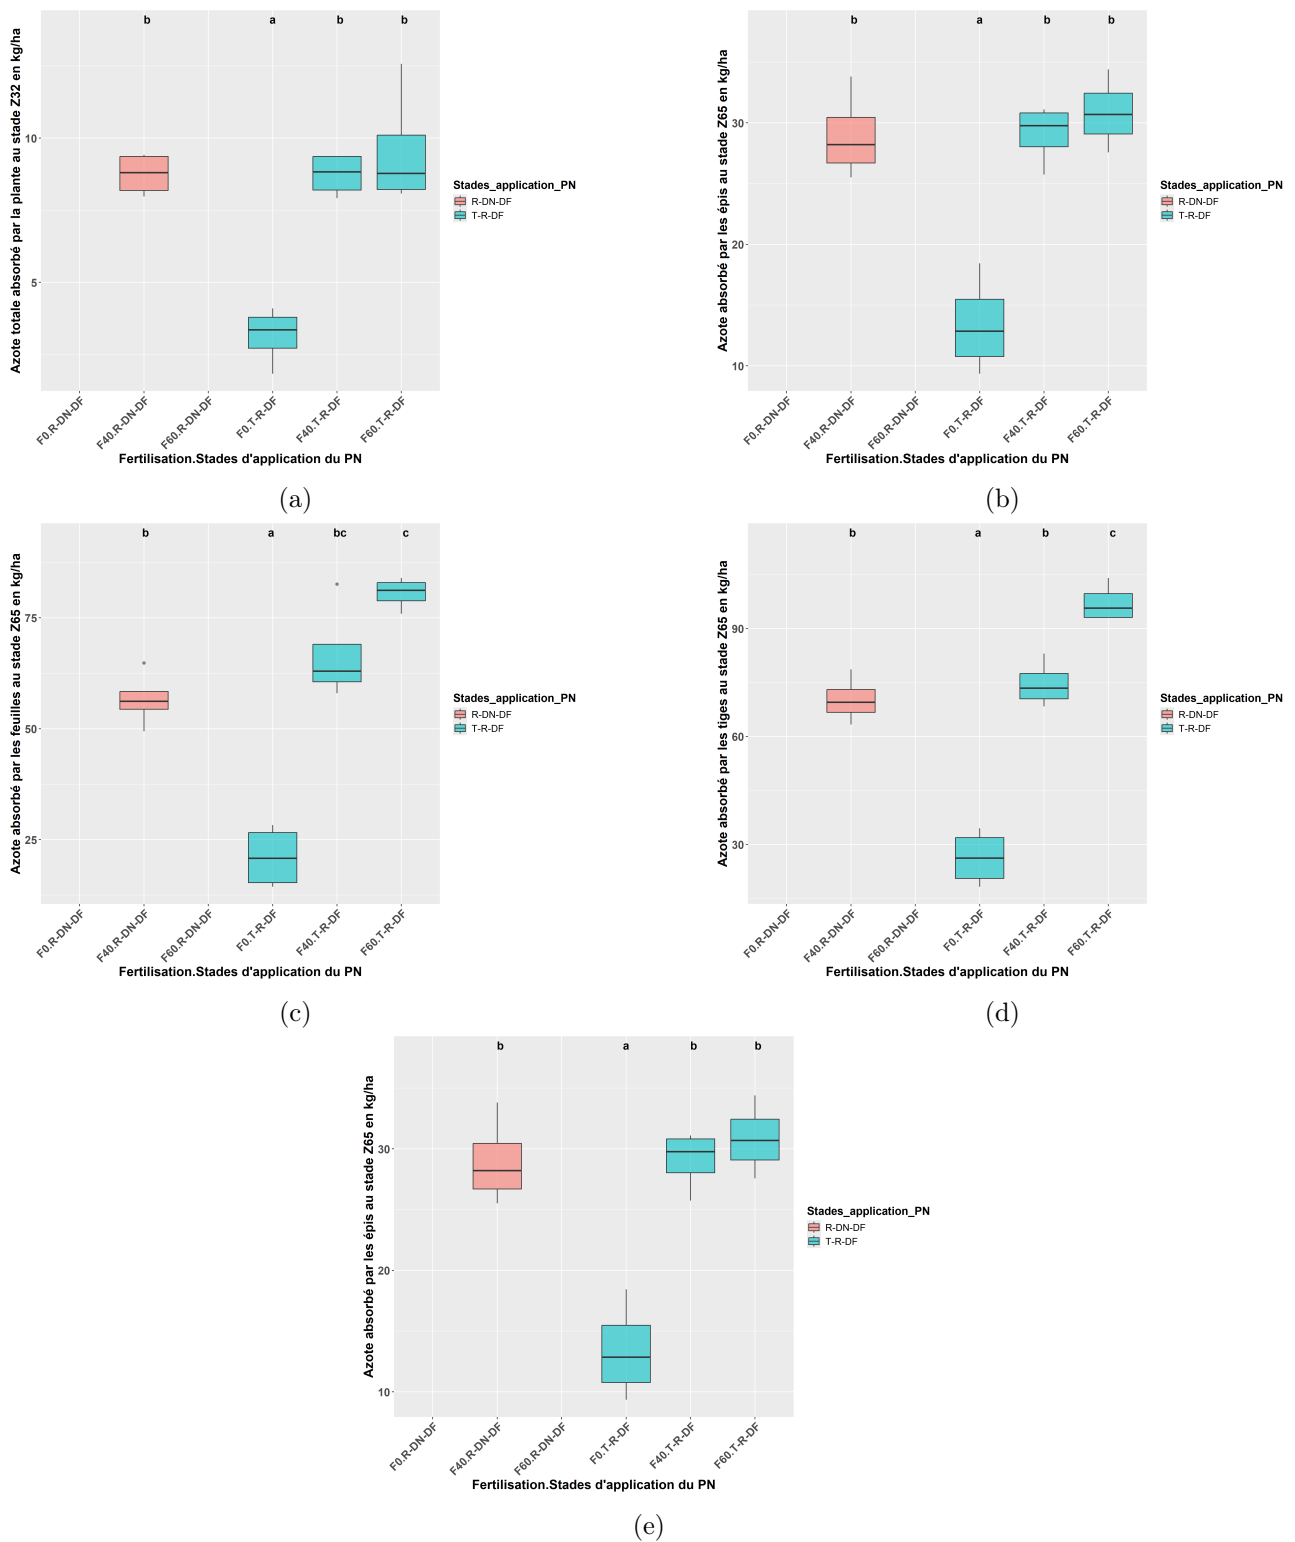 b a b b
Azote totale absorbé par la plante au stade Z32 en kg/ha
10
5
F0.R-DN-DF
F40.R-DN-DF
F60.R-DN-DF
F0.T-R-DF
F40.T-R-DF
F60.T-R-DF
Fertilisation.Stades d'application du PN
Stades_application_PN
R-DN-DF
T-R-DF
(a)
b a b b
Azote absorbé par les épis au stade Z65 en kg/ha
30
20
10
F0.R-DN-DF
F40.R-DN-DF
F60.R-DN-DF
F0.T-R-DF
F40.T-R-DF
F60.T-R-DF
Fertilisation.Stades d'application du PN
Stades_application_PN
R-DN-DF
T-R-DF
(b)
b a bc c
Azote absorbé par les feuilles au stade Z65 en kg/ha
75
50
25
F0.R-DN-DF
F40.R-DN-DF
F60.R-DN-DF
F0.T-R-DF
F40.T-R-DF
F60.T-R-DF
Fertilisation.Stades d'application du PN
Stades_application_PN
R-DN-DF
T-R-DF
(c)
b a b c
Azote absorbé par les tiges au stade Z65 en kg/ha
90
60
30
F0.R-DN-DF
F40.R-DN-DF
F60.R-DN-DF
F0.T-R-DF
F40.T-R-DF
F60.T-R-DF
Fertilisation.Stades d'application du PN
Stades_application_PN
R-DN-DF
T-R-DF
(d)
b a b b
Azote absorbé par les épis au stade Z65 en kg/ha
30
20
10
F0.R-DN-DF
F40.R-DN-DF
F60.R-DN-DF
F0.T-R-DF
F40.T-R-DF
F60.T-R-DF
Fertilisation.Stades d'application du PN
Stades_application_PN
R-DN-DF
T-R-DF
(e)